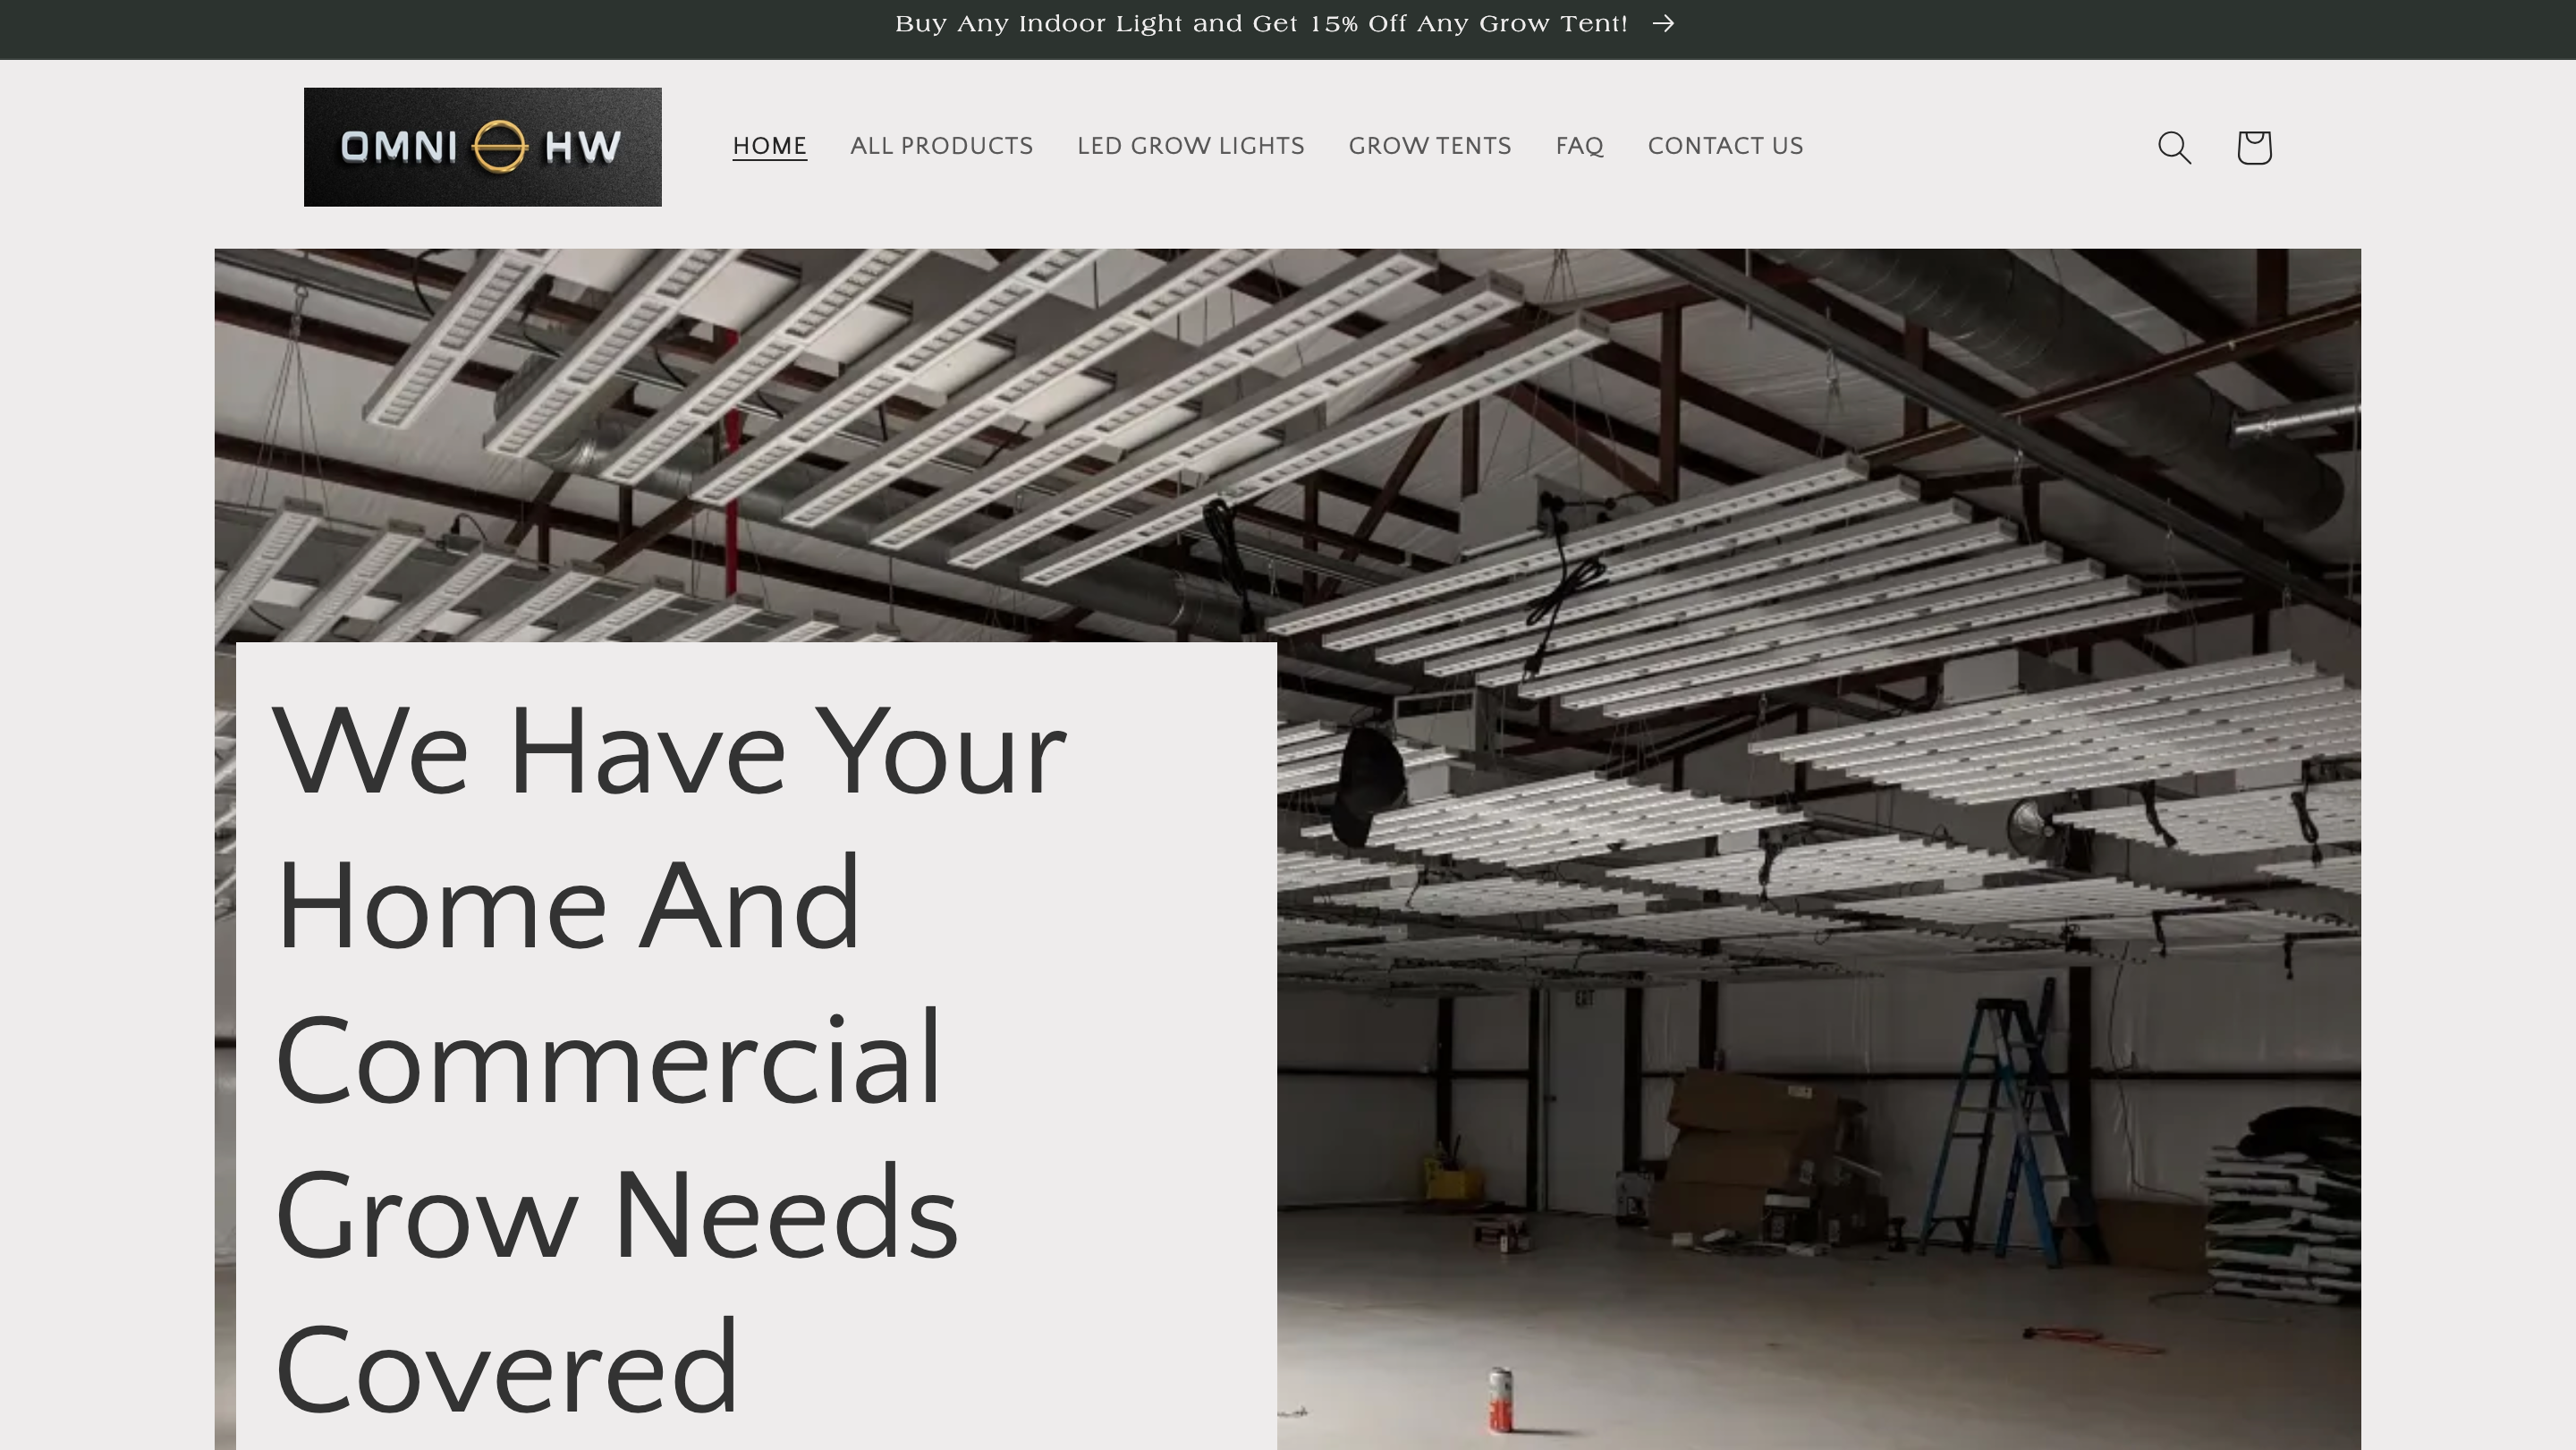 Buy Any Indoor Light and Get 15% Off Any Grow Tent! →
OMNI HW
HOME ALL PRODUCTS LED GROW LIGHTS GROW TENTS FAQ CONTACT US
We Have Your
Home And
Commercial
Grow Needs
Covered
EXIT